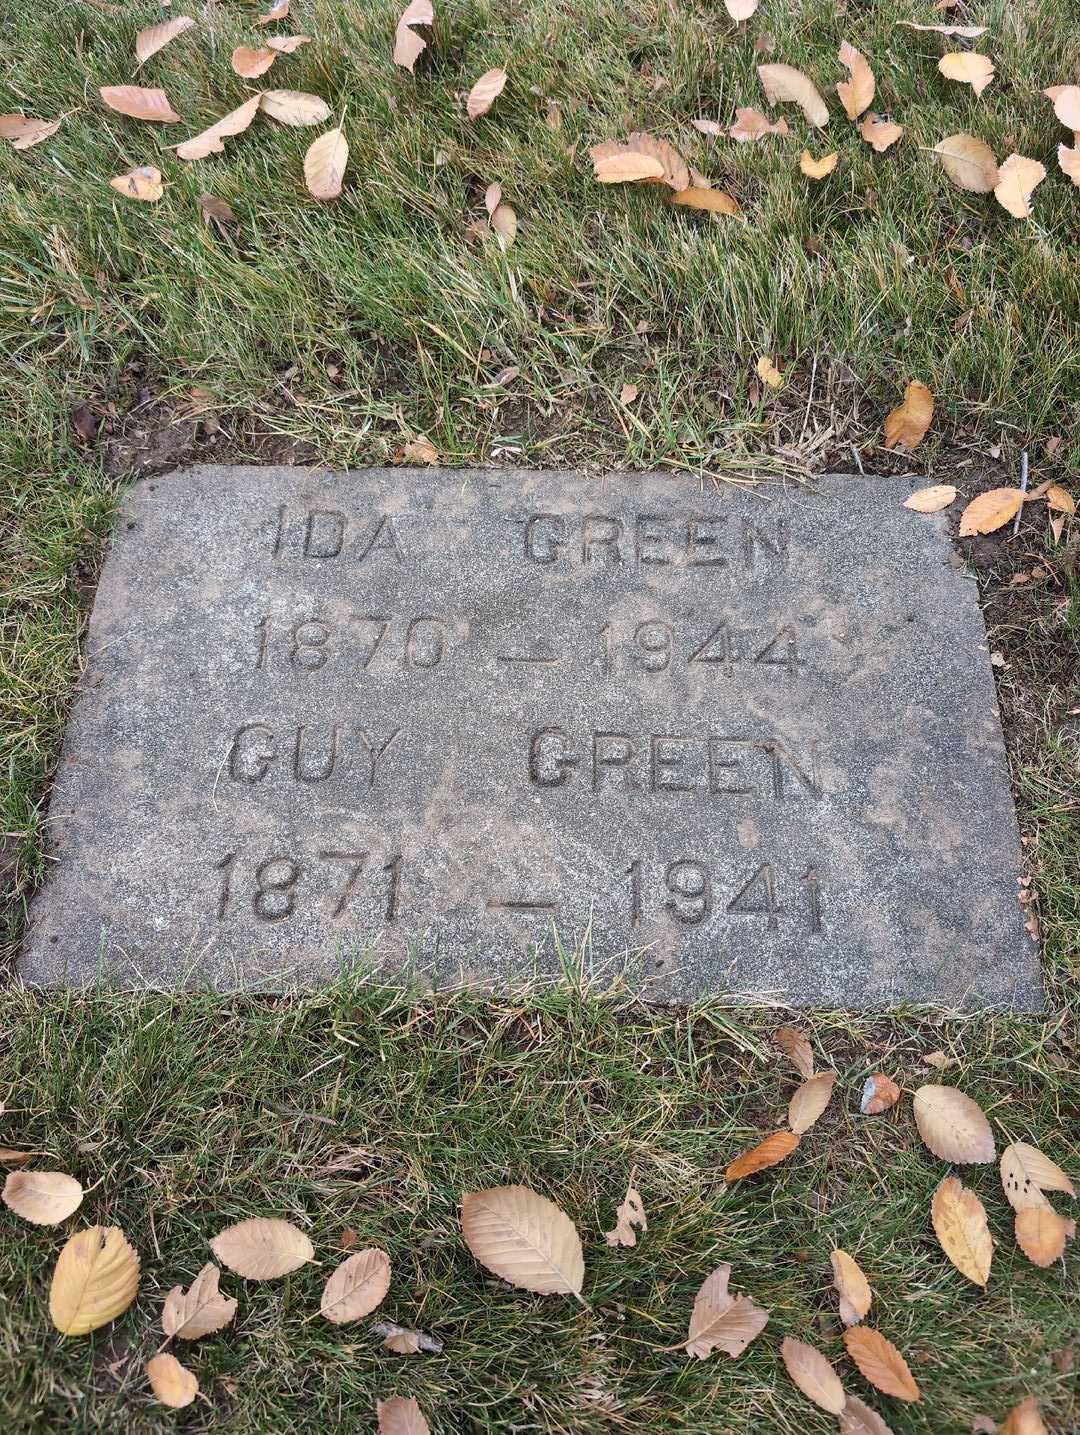 IDA GREEN
1870 — 1944
GUY GREEN
1871 — 1941